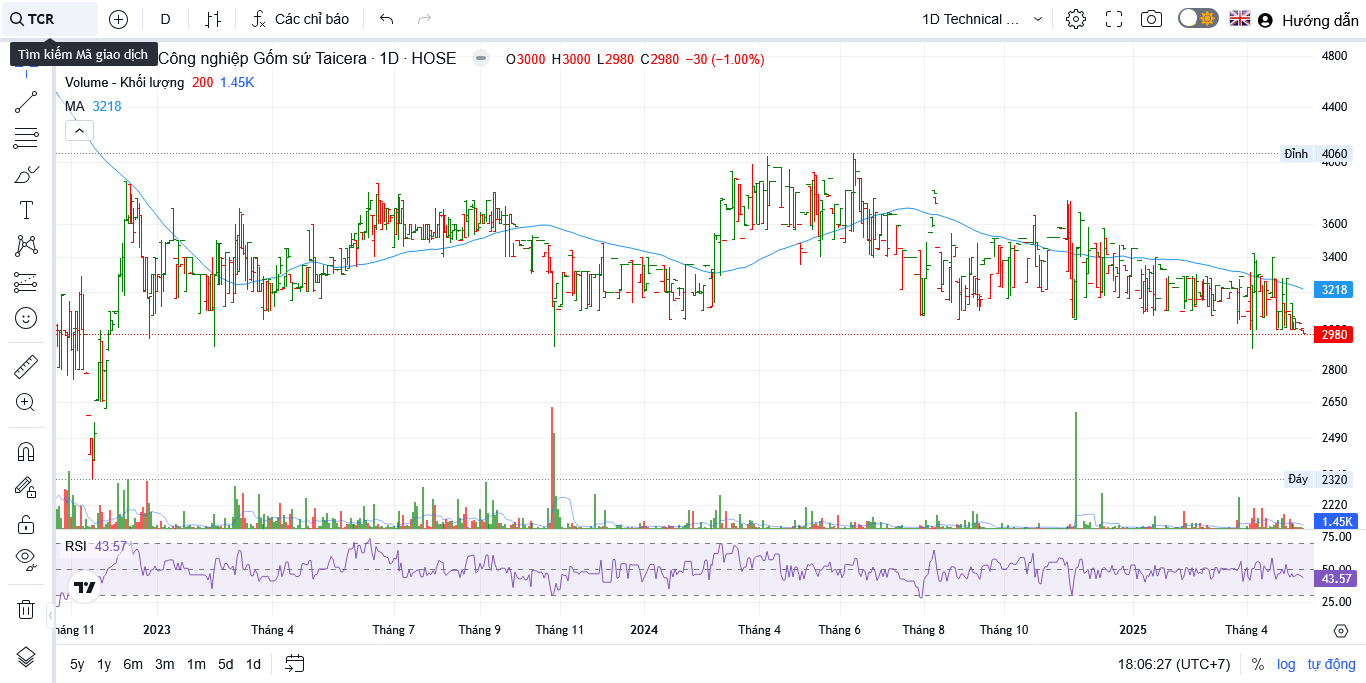 TCR
D
Các chỉ báo
1D Technical ...
Hướng dẫn
Tìm kiếm Mã giao dịch
Công nghiệp Gốm sứ Taicera · 1D · HOSE
O3000 H3000 L2980 C2980 −30 (−1.00%)
Volume - Khối lượng 200 1.45K
MA 3218
4800
4400
Đỉnh 4060
4000
3600
3400
3218
2980
2800
2650
2490
Đáy 2320
2220
1.45K
RSI 43.57
75.00
50.00
43.57
25.00
háng 11 2023 Tháng 4 Tháng 7 Tháng 9 Tháng 11 2024 Tháng 4 Tháng 6 Tháng 8 Tháng 10 2025 Tháng 4
5y 1y 6m 3m 1m 5d 1d
18:06:27 (UTC+7) % log tự động